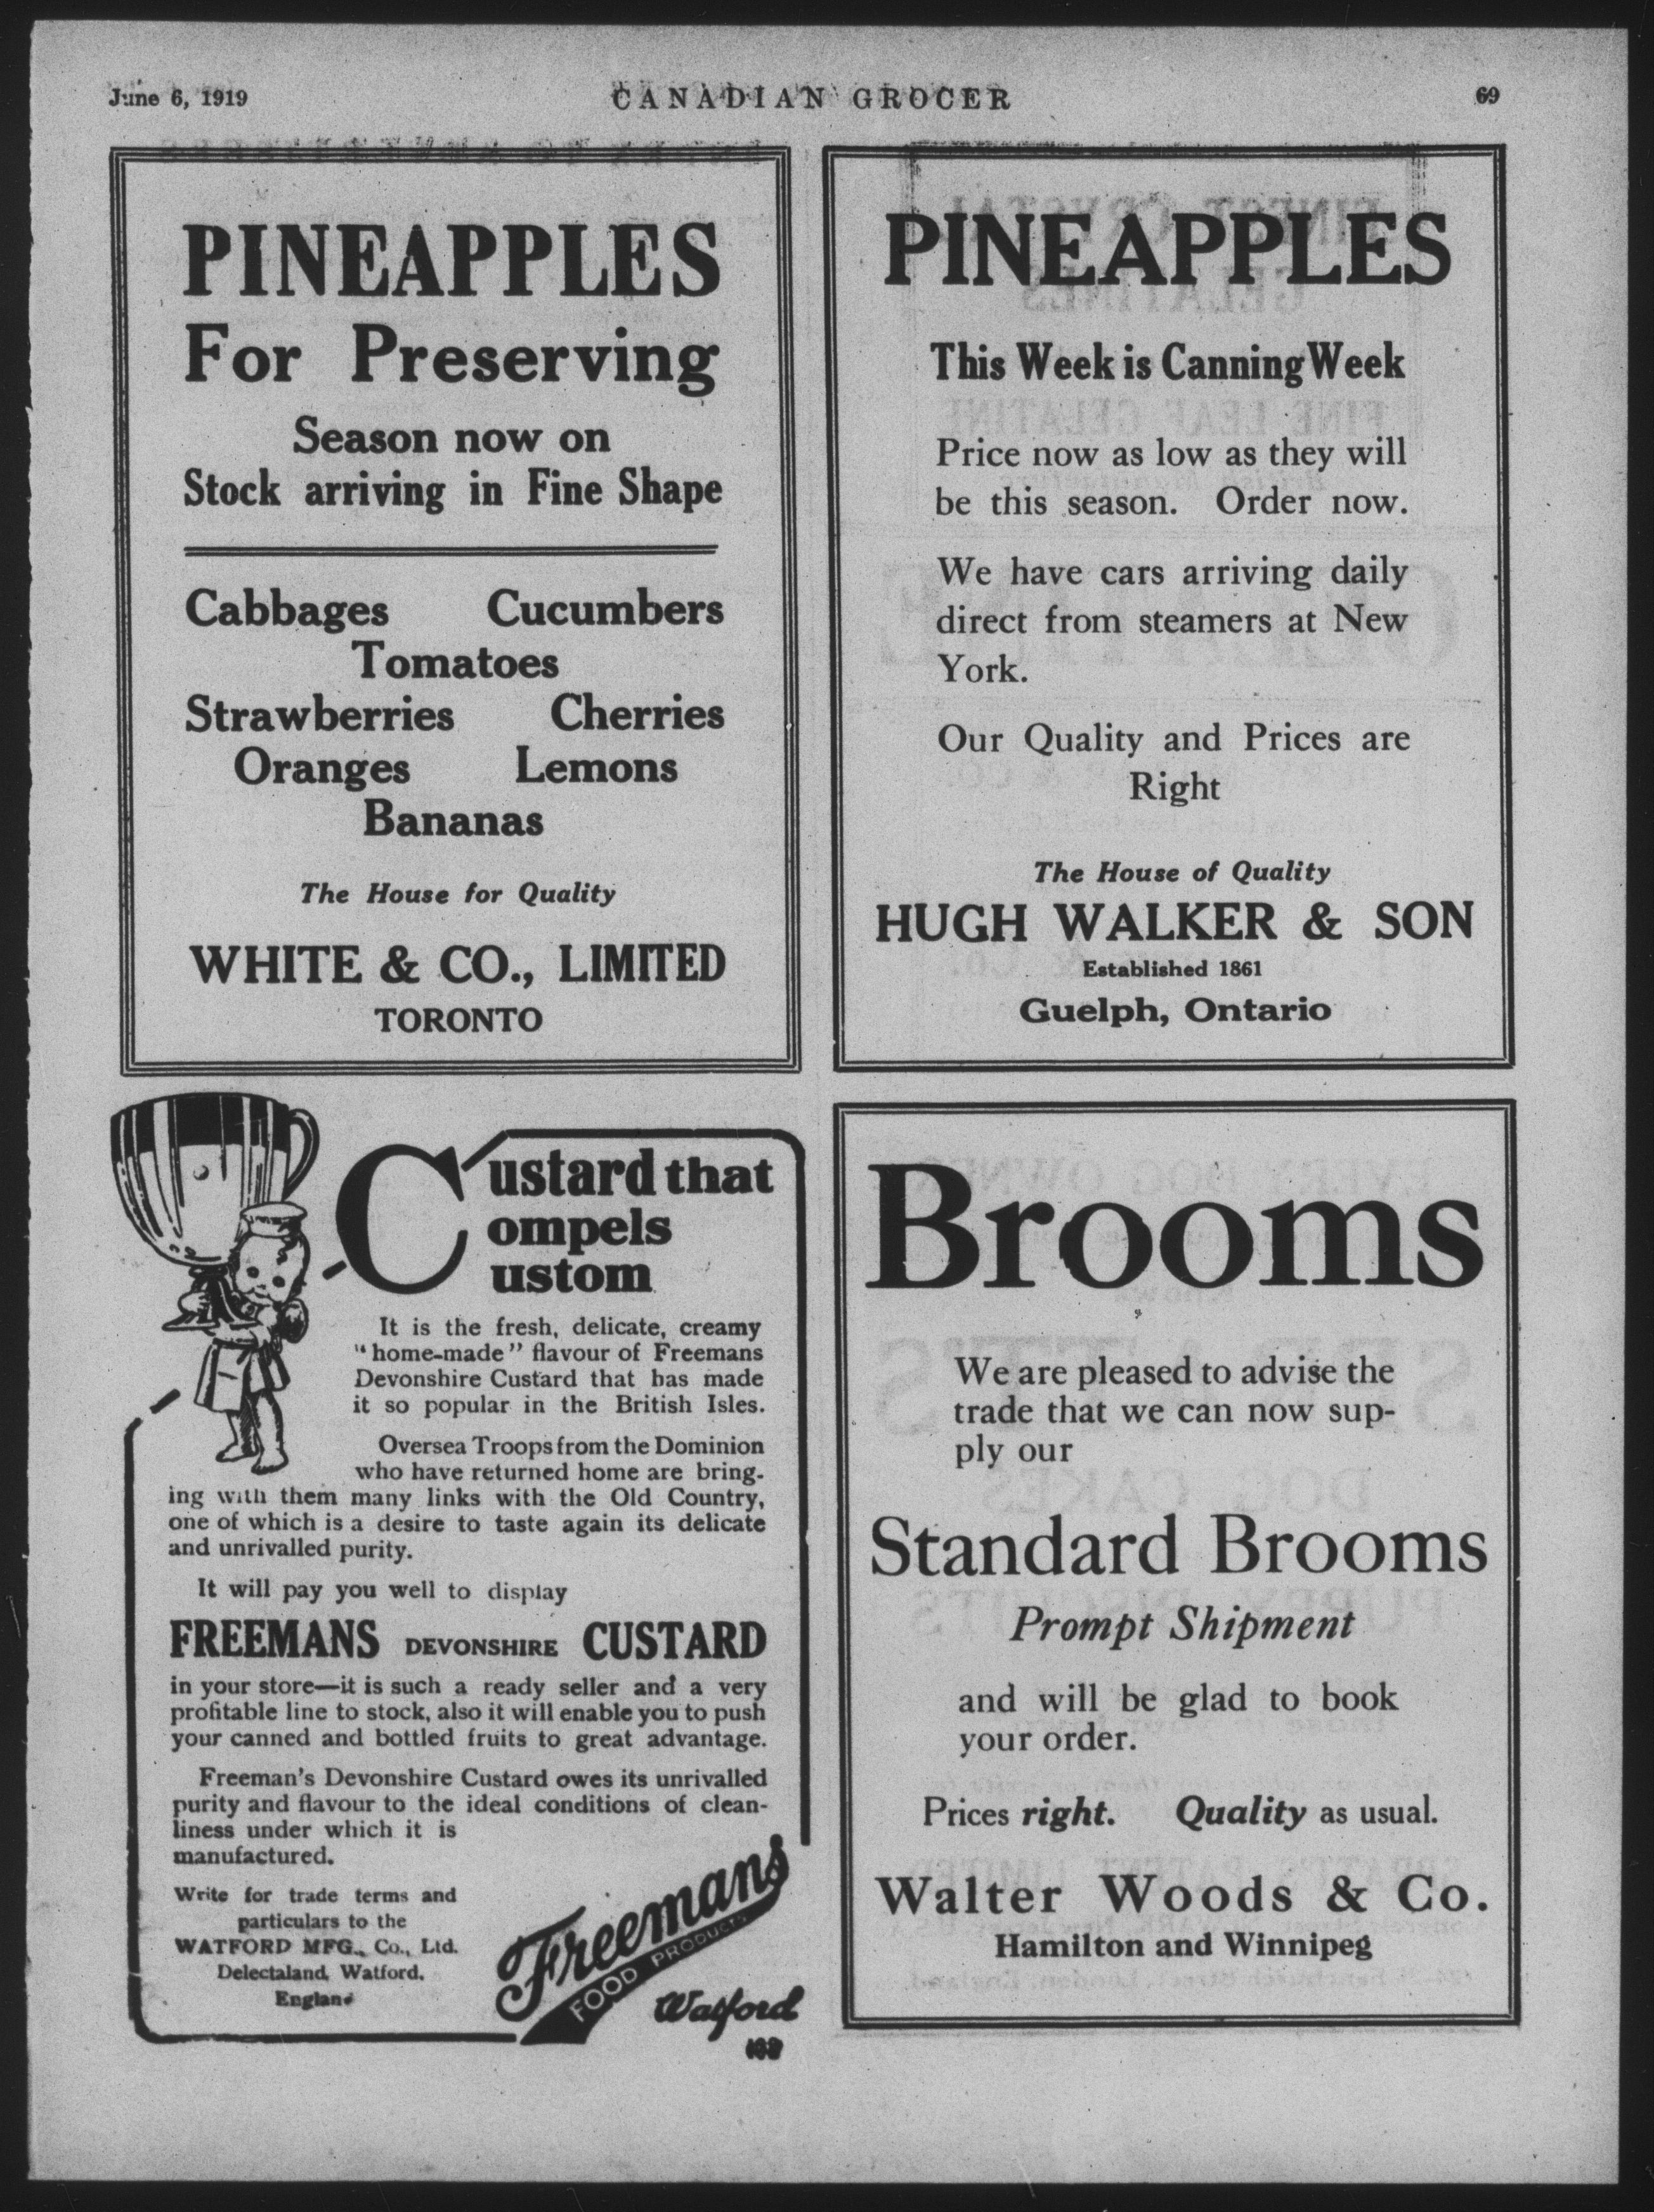 June 6, 1919
CANADIAN GROCER
69
PINEAPPLES
For Preserving
Season now on
Stock arriving in Fine Shape
Cabbages Cucumbers
Tomatoes
Strawberries Cherries
Oranges Lemons
Bananas
The House for Quality
WHITE & CO., LIMITED
TORONTO
PINEAPPLES
This Week is Canning Week
Price now as low as they will
be this season. Order now.
We have cars arriving daily
direct from steamers at New
York.
Our Quality and Prices are
Right
The House of Quality
HUGH WALKER & SON
Established 1861
Guelph, Ontario
Custard that
ompels
ustom
It is the fresh, delicate, creamy
"home-made" flavour of Freemans
Devonshire Custard that has made
it so popular in the British Isles.
Oversea Troops from the Dominion
who have returned home are bring-
ing with them many links with the Old Country,
one of which is a desire to taste again its delicate
and unrivalled purity.
It will pay you well to display
FREEMANS DEVONSHIRE CUSTARD
in your store—it is such a ready seller and a very
profitable line to stock, also it will enable you to push
your canned and bottled fruits to great advantage.
Freeman's Devonshire Custard owes its unrivalled
purity and flavour to the ideal conditions of clean-
liness under which it is
manufactured.
Write for trade terms and
particulars to the
WATFORD MFG., Co., Ltd.
Delectaland, Watford,
England
Freemans
FOOD PRODUCTS
Watford
Brooms
We are pleased to advise the
trade that we can now sup-
ply our
Standard Brooms
Prompt Shipment
and will be glad to book
your order.
Prices right. Quality as usual.
Walter Woods & Co.
Hamilton and Winnipeg